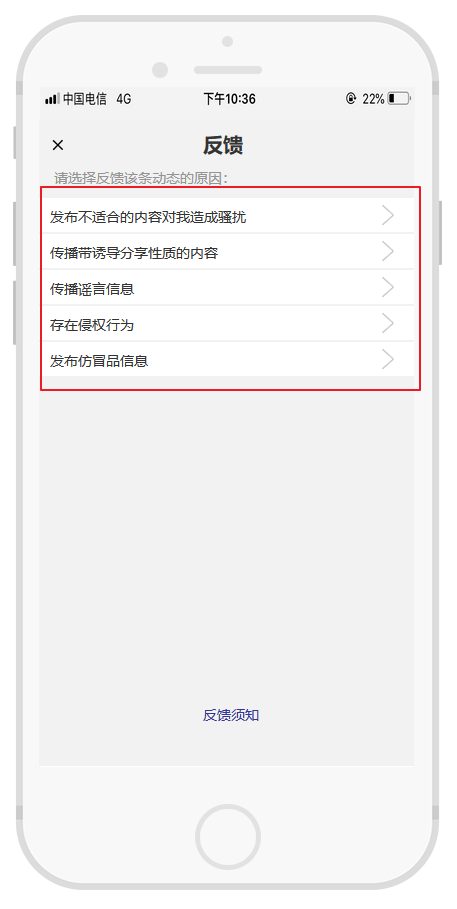 中国电信 4G 下午10:36 22%
× 反馈
请选择反馈该条动态的原因：
发布不适合的内容对我造成骚扰
传播带诱导分享性质的内容
传播谣言信息
存在侵权行为
发布仿冒品信息
反馈须知